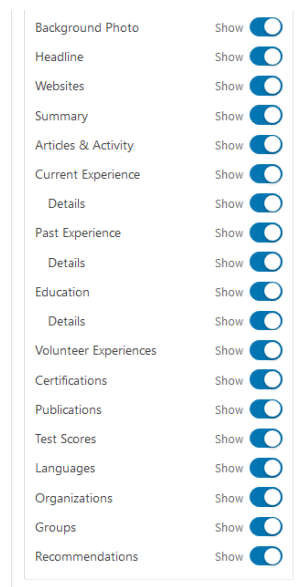 Background Photo Show
Headline Show
Websites Show
Summary Show
Articles & Activity Show
Current Experience Show
Details Show
Past Experience Show
Details Show
Education Show
Details Show
Volunteer Experiences Show
Certifications Show
Publications Show
Test Scores Show
Languages Show
Organizations Show
Groups Show
Recommendations Show